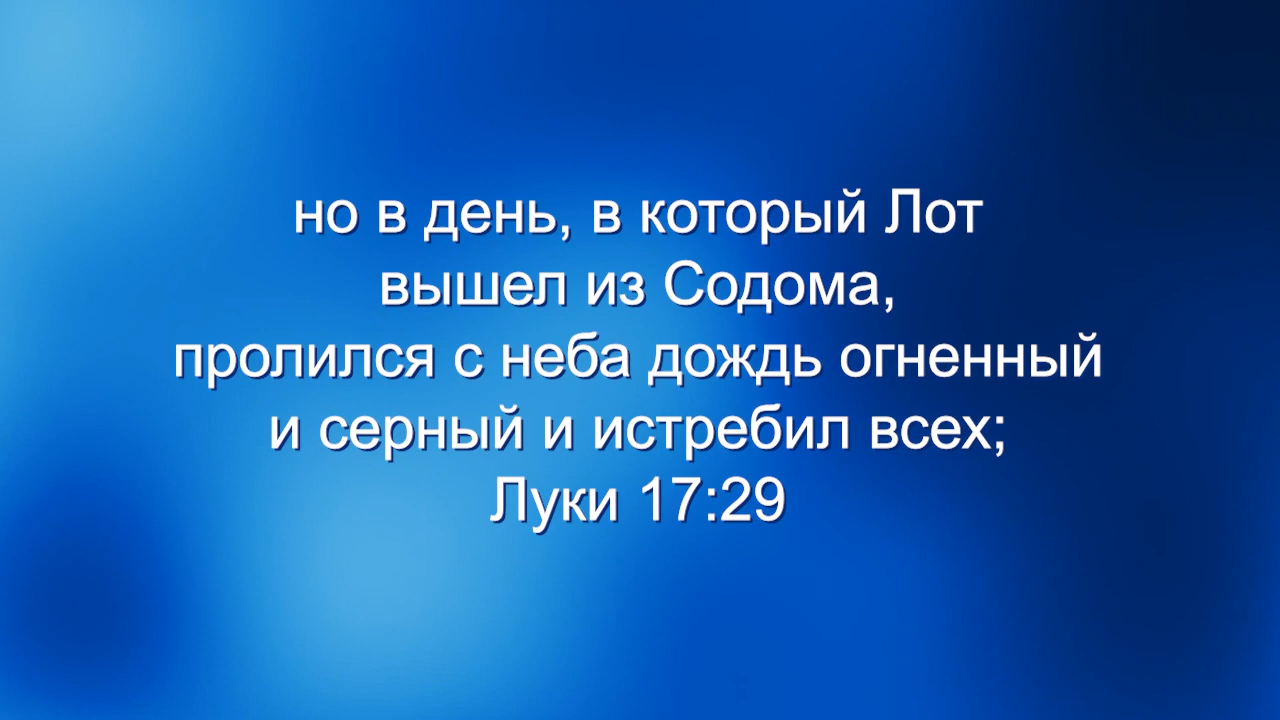 но в день, в который Лот
вышел из Содома,
пролился с неба дождь огненный
и серный и истребил всех;
Луки 17:29